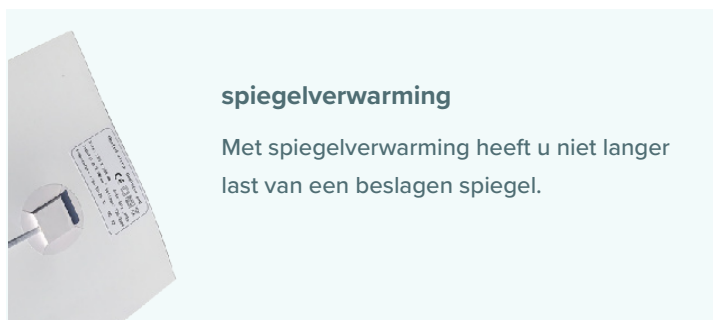 spiegelverwarming
Met spiegelverwarming heeft u niet langer
last van een beslagen spiegel.